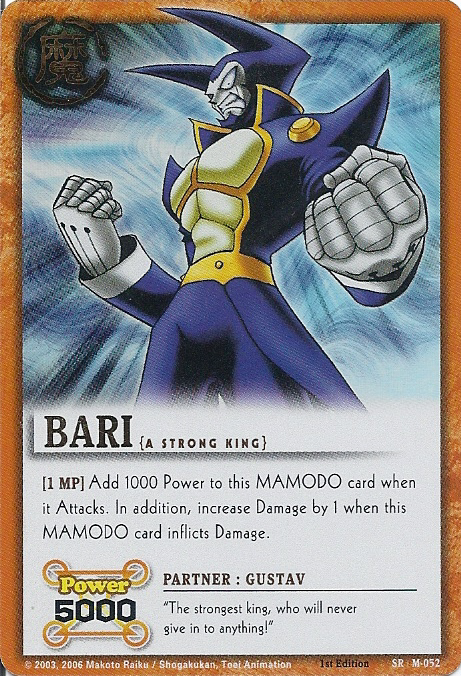 魔
BARI {A STRONG KING}
[1 MP] Add 1000 Power to this MAMODO card when
it Attacks. In addition, increase Damage by 1 when this
MAMODO card inflicts Damage.
Power
5000
PARTNER : GUSTAV
"The strongest king, who will never
give in to anything!"
© 2003, 2006 Makoto Raiku / Shogakukan, Toei Animation 1st Edition SR M-052